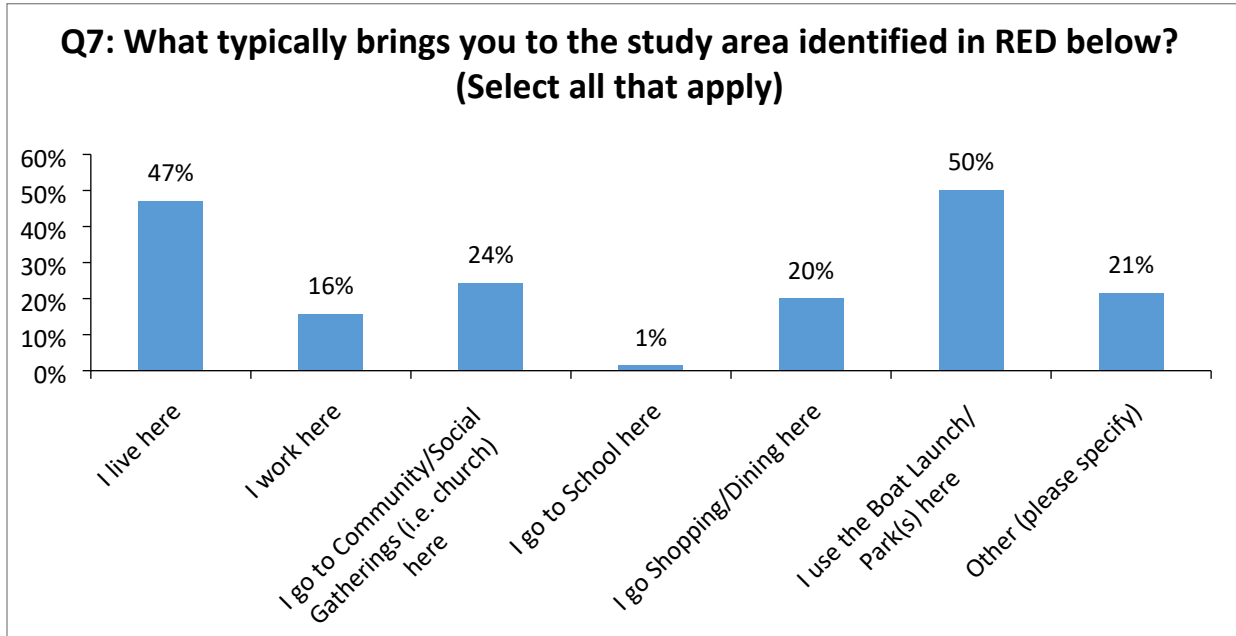 Q7: What typically brings you to the study area identified in RED below?
(Select all that apply)
60%
50%
40%
30%
20%
10%
0%
47%
16%
24%
1%
20%
50%
21%
I live here
I work here
I go to Community/Social
Gatherings (i.e. church)
here
I go to School here
I go Shopping/Dining here
I use the Boat Launch/
Park(s) here
Other (please specify)